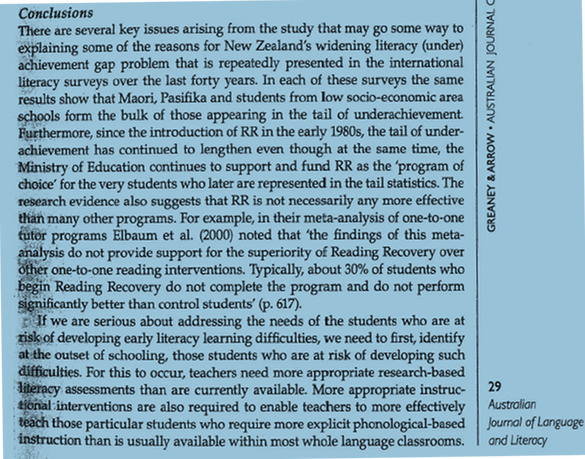 Conclusions
There are several key issues arising from the study that may go some way to
explaining some of the reasons for New Zealand's widening literacy (under)
achievement gap problem that is repeatedly presented in the international
literacy surveys over the last forty years. In each of these surveys the same
results show that Maori, Pasifika and students from low socio-economic area
schools form the bulk of those appearing in the tail of underachievement.
Furthermore, since the introduction of RR in the early 1980s, the tail of under-
achievement has continued to lengthen even though at the same time, the
Ministry of Education continues to support and fund RR as the 'program of
choice' for the very students who later are represented in the tail statistics. The
research evidence also suggests that RR is not necessarily any more effective
than many other programs. For example, in their meta-analysis of one-to-one
tutor programs Elbaum et al. (2000) noted that 'the findings of this meta-
analysis do not provide support for the superiority of Reading Recovery over
other one-to-one reading interventions. Typically, about 30% of students who
begin Reading Recovery do not complete the program and do not perform
significantly better than control students' (p. 617).
If we are serious about addressing the needs of the students who are at
risk of developing early literacy learning difficulties, we need to first, identify
at the outset of schooling, those students who are at risk of developing such
difficulties. For this to occur, teachers need more appropriate research-based
literacy assessments than are currently available. More appropriate instruc-
tional interventions are also required to enable teachers to more effectively
teach those particular students who require more explicit phonological-based
instruction than is usually available within most whole language classrooms.
GREANEY & ARROW • AUSTRALIAN JOURNAL
29
Australian
Journal of Language
and Literacy